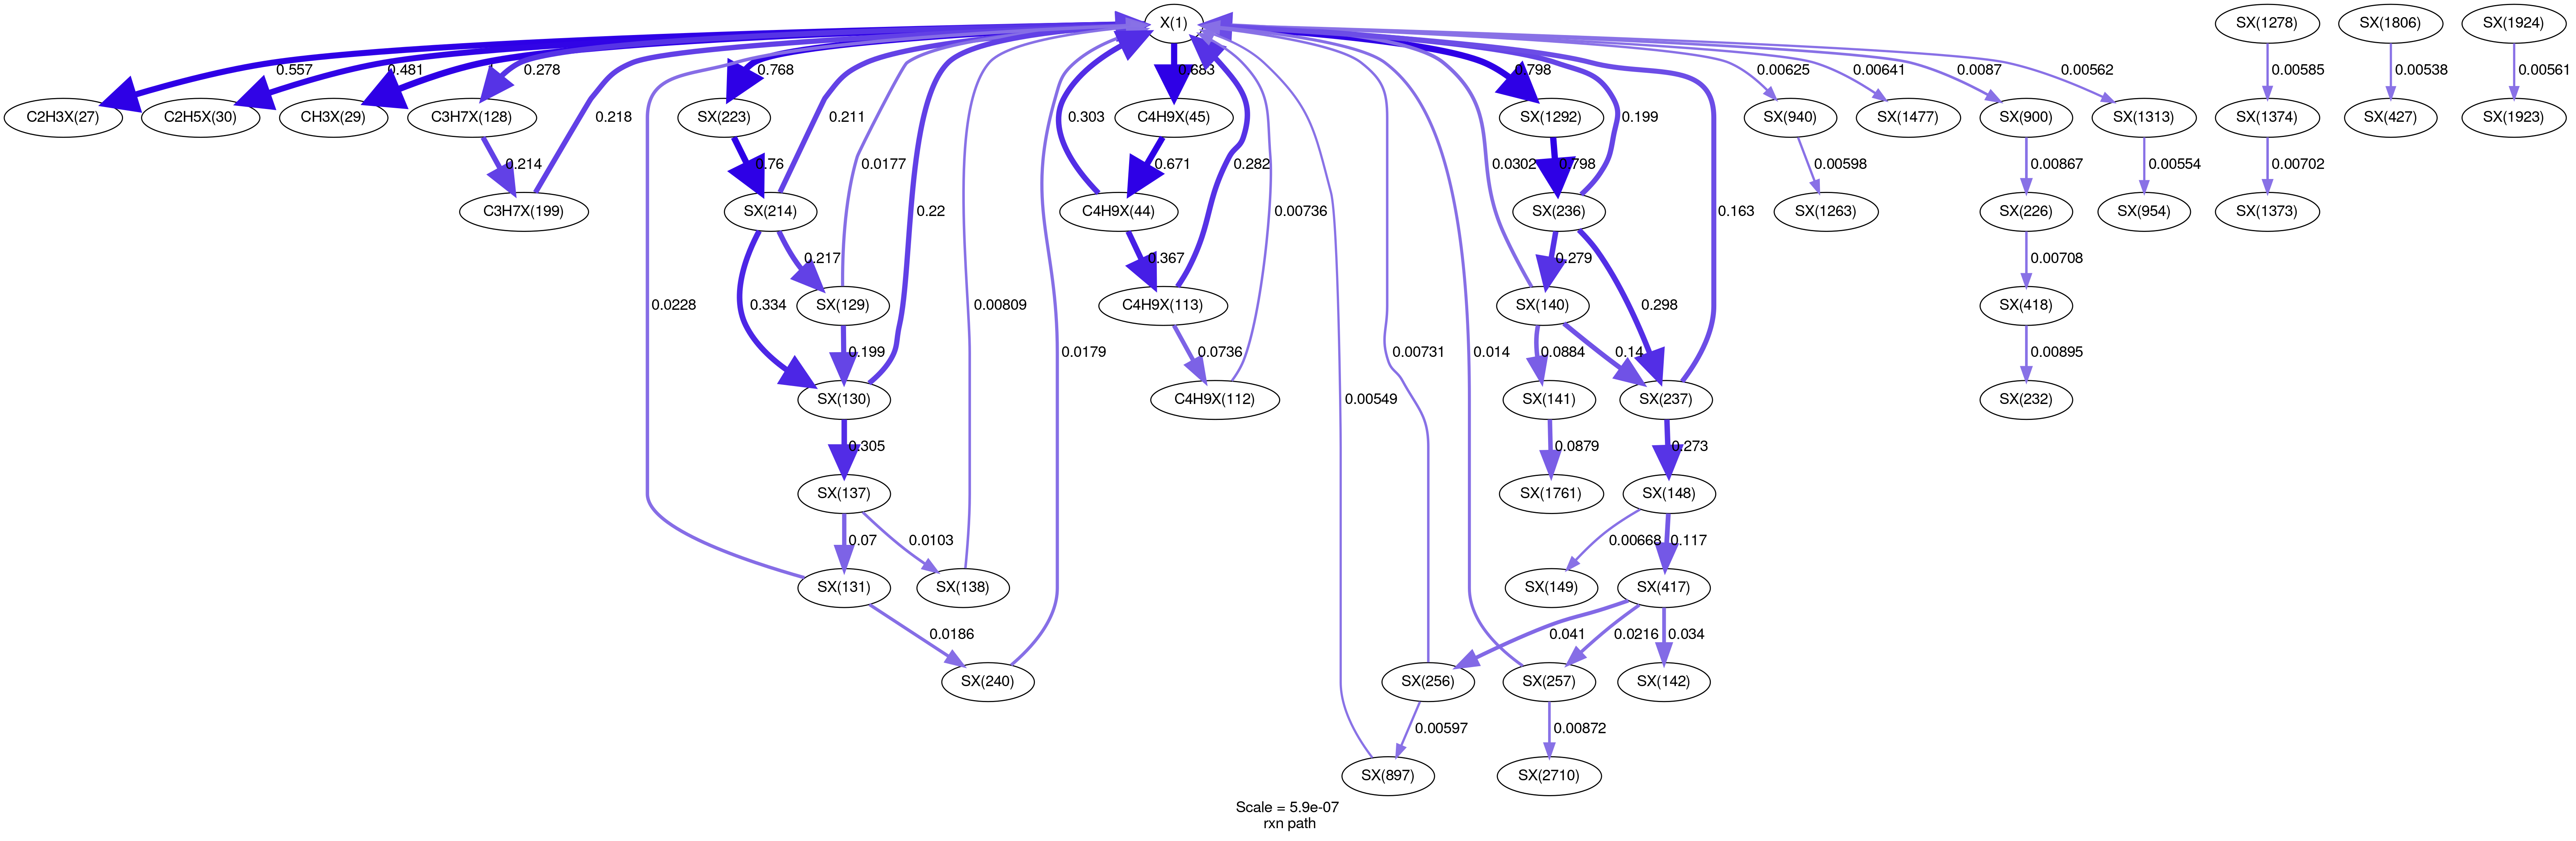 X(1)
SX(1278)
SX(1806)
SX(1924)
0.557
0.481
0.278
0.768
0.683
0.798
0.00625
0.00641
0.0087
0.00562
0.00585
0.00538
0.00561
C2H3X(27)
C2H5X(30)
CH3X(29)
C3H7X(128)
0.218
SX(223)
0.211
0.0177
0.303
C4H9X(45)
0.282
SX(1292)
0.199
SX(940)
SX(1477)
SX(900)
SX(1313)
SX(1374)
SX(427)
SX(1923)
0.214
0.76
0.671
0.0302
0.798
0.00598
0.00867
0.00554
0.00702
C3H7X(199)
SX(214)
0.22
C4H9X(44)
0.00736
SX(236)
0.163
SX(1263)
SX(226)
SX(954)
SX(1373)
0.217
0.367
0.279
0.00708
0.0228
0.334
SX(129)
0.00809
C4H9X(113)
SX(140)
0.298
SX(418)
0.199
0.0179
0.0736
0.00731
0.014
0.0884
0.14
0.00895
SX(130)
C4H9X(112)
0.00549
SX(141)
SX(237)
SX(232)
0.305
0.0879
0.273
SX(137)
SX(1761)
SX(148)
0.07
0.0103
0.00668
0.117
SX(131)
SX(138)
SX(149)
SX(417)
0.0186
0.041
0.0216
0.034
SX(240)
SX(256)
SX(257)
SX(142)
0.00597
0.00872
SX(897)
SX(2710)
Scale = 5.9e-07
rxn path